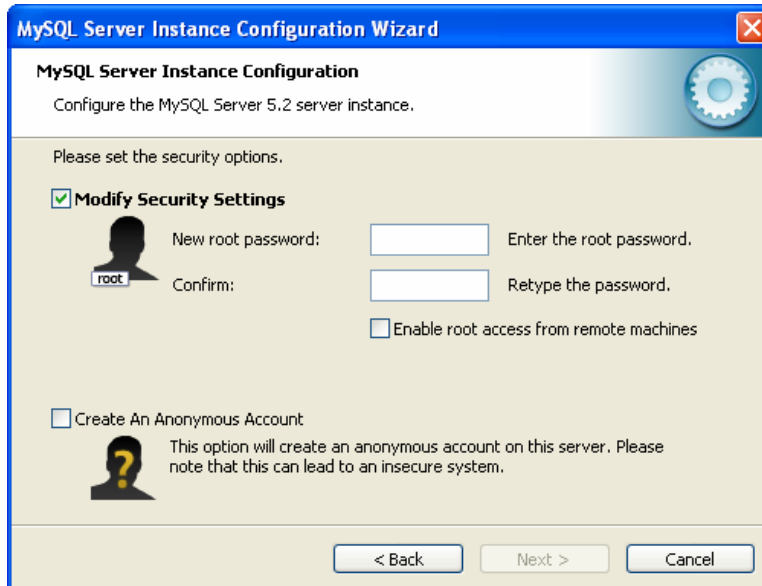 MySQL Server Instance Configuration Wizard
MySQL Server Instance Configuration
Configure the MySQL Server 5.2 server instance.
Please set the security options.
Modify Security Settings
New root password:
Enter the root password.
root
Confirm:
Retype the password.
Enable root access from remote machines
Create An Anonymous Account
?
This option will create an anonymous account on this server. Please
note that this can lead to an insecure system.
< Back
Next >
Cancel